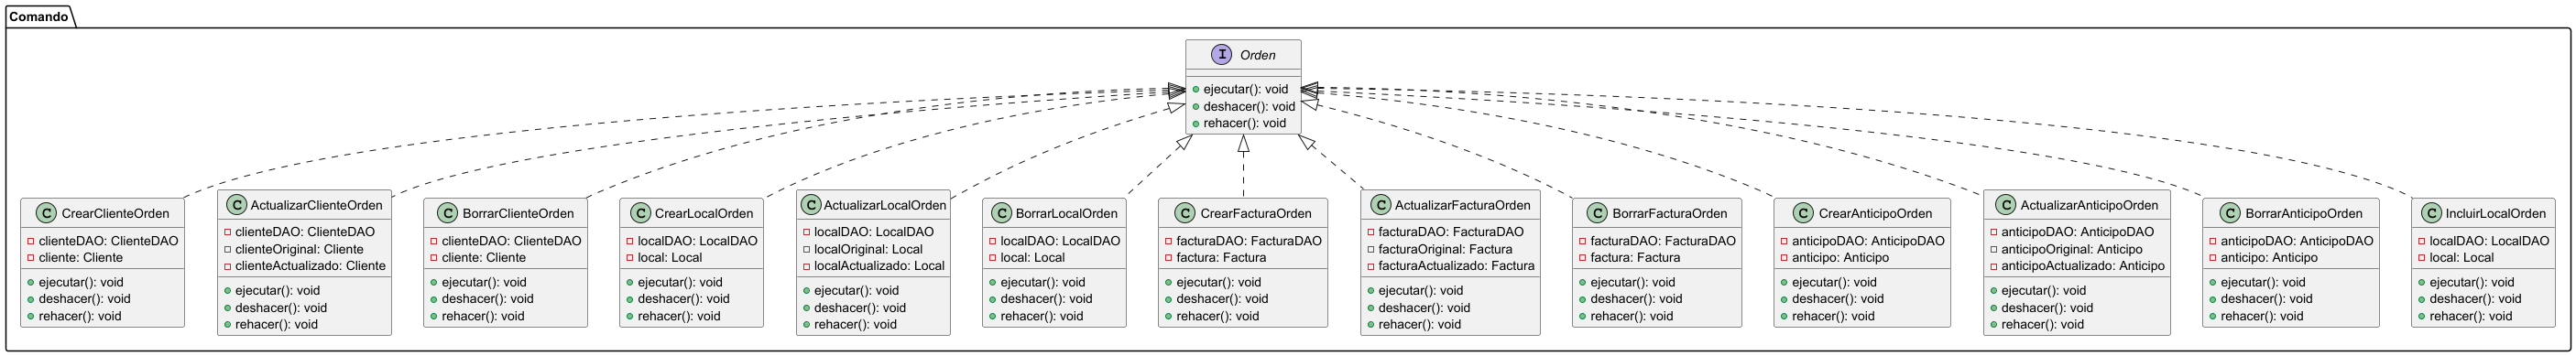 Comando
I Orden
ejecutar(): void
deshacer(): void
rehacer(): void
C CrearClienteOrden
clienteDAO: ClienteDAO
cliente: Cliente
ejecutar(): void
deshacer(): void
rehacer(): void
C ActualizarClienteOrden
clienteDAO: ClienteDAO
clienteOriginal: Cliente
clienteActualizado: Cliente
ejecutar(): void
deshacer(): void
rehacer(): void
C BorrarClienteOrden
clienteDAO: ClienteDAO
cliente: Cliente
ejecutar(): void
deshacer(): void
rehacer(): void
C CrearLocalOrden
localDAO: LocalDAO
local: Local
ejecutar(): void
deshacer(): void
rehacer(): void
C ActualizarLocalOrden
localDAO: LocalDAO
localOriginal: Local
localActualizado: Local
ejecutar(): void
deshacer(): void
rehacer(): void
C BorrarLocalOrden
localDAO: LocalDAO
local: Local
ejecutar(): void
deshacer(): void
rehacer(): void
C CrearFacturaOrden
facturaDAO: FacturaDAO
factura: Factura
ejecutar(): void
deshacer(): void
rehacer(): void
C ActualizarFacturaOrden
facturaDAO: FacturaDAO
facturaOriginal: Factura
facturaActualizado: Factura
ejecutar(): void
deshacer(): void
rehacer(): void
C BorrarFacturaOrden
facturaDAO: FacturaDAO
factura: Factura
ejecutar(): void
deshacer(): void
rehacer(): void
C CrearAnticipoOrden
anticipoDAO: AnticipoDAO
anticipo: Anticipo
ejecutar(): void
deshacer(): void
rehacer(): void
C ActualizarAnticipoOrden
anticipoDAO: AnticipoDAO
anticipoOriginal: Anticipo
anticipoActualizado: Anticipo
ejecutar(): void
deshacer(): void
rehacer(): void
C BorrarAnticipoOrden
anticipoDAO: AnticipoDAO
anticipo: Anticipo
ejecutar(): void
deshacer(): void
rehacer(): void
C IncluirLocalOrden
localDAO: LocalDAO
local: Local
ejecutar(): void
deshacer(): void
rehacer(): void